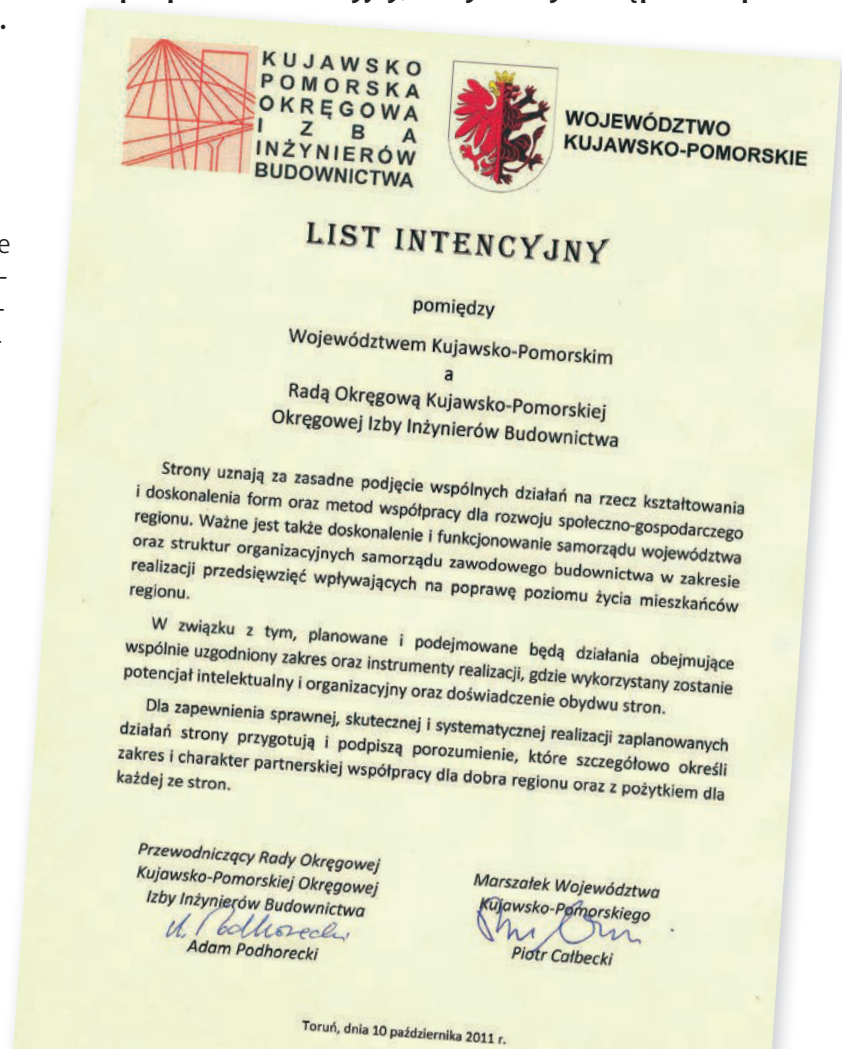 KUJAWSKO
POMORSKA
OKRĘGOWA
I Z B A
INŻYNIERÓW
BUDOWNICTWA
WOJEWÓDZTWO
KUJAWSKO-POMORSKIE
LIST INTENCYJNY
pomiędzy
Województwem Kujawsko-Pomorskim
a
Radą Okręgową Kujawsko-Pomorskiej
Okręgowej Izby Inżynierów Budownictwa
Strony uznają za zasadne podjęcie wspólnych działań na rzecz kształtowania
i doskonalenia form oraz metod współpracy dla rozwoju społeczno-gospodarczego
regionu. Ważne jest także doskonalenie i funkcjonowanie samorządu województwa
oraz struktur organizacyjnych samorządu zawodowego budownictwa w zakresie
realizacji przedsięwzięć wpływających na poprawę poziomu życia mieszkańców
regionu.
W związku z tym, planowane i podejmowane będą działania obejmujące
wspólnie uzgodniony zakres oraz instrumenty realizacji, gdzie wykorzystany zostanie
potencjał intelektualny i organizacyjny oraz doświadczenie obydwu stron.
Dla zapewnienia sprawnej, skutecznej i systematycznej realizacji zaplanowanych
działań strony przygotują i podpiszą porozumienie, które szczegółowo określi
zakres i charakter partnerskiej współpracy dla dobra regionu oraz z pożytkiem dla
każdej ze stron.
Przewodniczący Rady Okręgowej
Kujawsko-Pomorskiej Okręgowej
Izby Inżynierów Budownictwa
A. Podhorecki
Adam Podhorecki
Marszałek Województwa
Kujawsko-Pomorskiego
Piotr Całbecki
Toruń, dnia 10 października 2011 r.